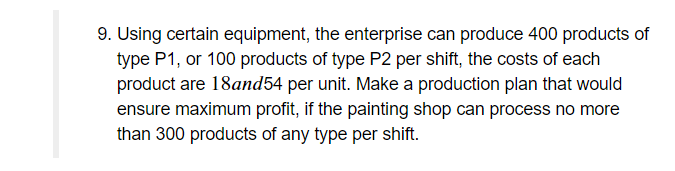 9. Using certain equipment, the enterprise can produce 400 products of
type P1, or 100 products of type P2 per shift, the costs of each
product are 18and54 per unit. Make a production plan that would
ensure maximum profit, if the painting shop can process no more
than 300 products of any type per shift.